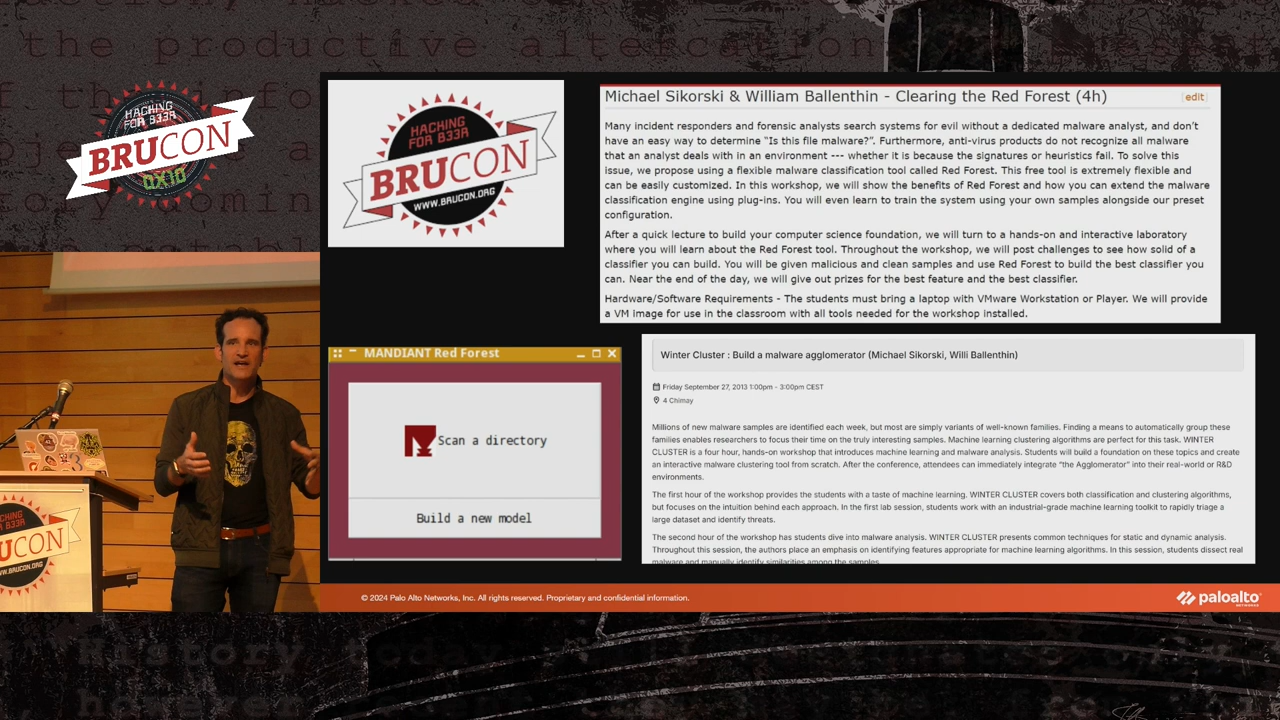 the productive altercation
HACKING
FOR B33R
BRUCON
0X10
HACKING
FOR B33R
BRUCON
WWW.BRUCON.ORG
Michael Sikorski & William Ballenthin - Clearing the Red Forest (4h)
[edit]
Many incident responders and forensic analysts search systems for evil without a dedicated malware analyst, and don't
have an easy way to determine "Is this file malware?". Furthermore, anti-virus products do not recognize all malware
that an analyst deals with in an environment --- whether it is because the signatures or heuristics fail. To solve this
issue, we propose using a flexible malware classification tool called Red Forest. This free tool is extremely flexible and
can be easily customized. In this workshop, we will show the benefits of Red Forest and how you can extend the malware
classification engine using plug-ins. You will even learn to train the system using your own samples alongside our preset
configuration.
After a quick lecture to build your computer science foundation, we will turn to a hands-on and interactive laboratory
where you will learn about the Red Forest tool. Throughout the workshop, we will post challenges to see how solid of a
classifier you can build. You will be given malicious and clean samples and use Red Forest to build the best classifier you
can. Near the end of the day, we will give out prizes for the best feature and the best classifier.
Hardware/Software Requirements - The students must bring a laptop with VMware Workstation or Player. We will provide
a VM image for use in the classroom with all tools needed for the workshop installed.
MANDIANT Red Forest
Scan a directory
Build a new model
Winter Cluster : Build a malware agglomerator (Michael Sikorski, Willi Ballenthin)
Friday September 27, 2013 1:00pm - 3:00pm CEST
4 Chimay
Millions of new malware samples are identified each week, but most are simply variants of well-known families. Finding a means to automatically group these
families enables researchers to focus their time on the truly interesting samples. Machine learning clustering algorithms are perfect for this task. WINTER
CLUSTER is a four hour, hands-on workshop that introduces machine learning and malware analysis. Students will build a foundation on these topics and create
an interactive malware clustering tool from scratch. After the conference, attendees can immediately integrate "the Agglomerator" into their real-world or R&D
environments.
The first hour of the workshop provides the students with a taste of machine learning. WINTER CLUSTER covers both classification and clustering algorithms,
but focuses on the intuition behind each approach. In the first lab session, students work with an industrial-grade machine learning toolkit to rapidly triage a
large dataset and identify threats.
The second hour of the workshop has students dive into malware analysis. WINTER CLUSTER presents common techniques for static and dynamic analysis.
Throughout this session, the authors place an emphasis on identifying features appropriate for machine learning algorithms. In this session, students dissect real
malware and manually identify similarities among the samples.
© 2024 Palo Alto Networks, Inc. All rights reserved. Proprietary and confidential information.
paloalto
NETWORKS
History today
however